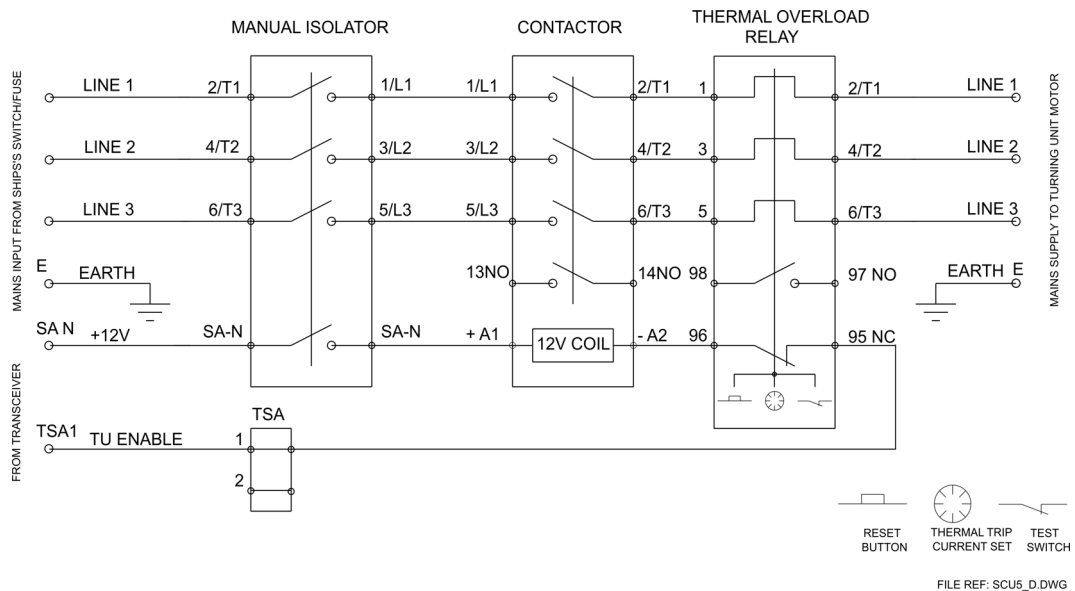 MANUAL ISOLATOR
CONTACTOR
THERMAL OVERLOAD
RELAY
MAINS INPUT FROM SHIPS'S SWITCH/FUSE
LINE 1 2/T1 1/L1 1/L1 2/T1 1 2/T1 LINE 1
LINE 2 4/T2 3/L2 3/L2 4/T2 3 4/T2 LINE 2
LINE 3 6/T3 5/L3 5/L3 6/T3 5 6/T3 LINE 3
E EARTH 13NO 14NO 98 97 NO EARTH E
MAINS SUPPLY TO TURNING UNIT MOTOR
SA N +12V SA-N SA-N + A1 12V COIL - A2 96 95 NC
FROM TRANSCEIVER
TSA
TSA1 TU ENABLE 1
2
RESET
BUTTON
THERMAL TRIP
CURRENT SET
TEST
SWITCH
FILE REF: SCU5_D.DWG